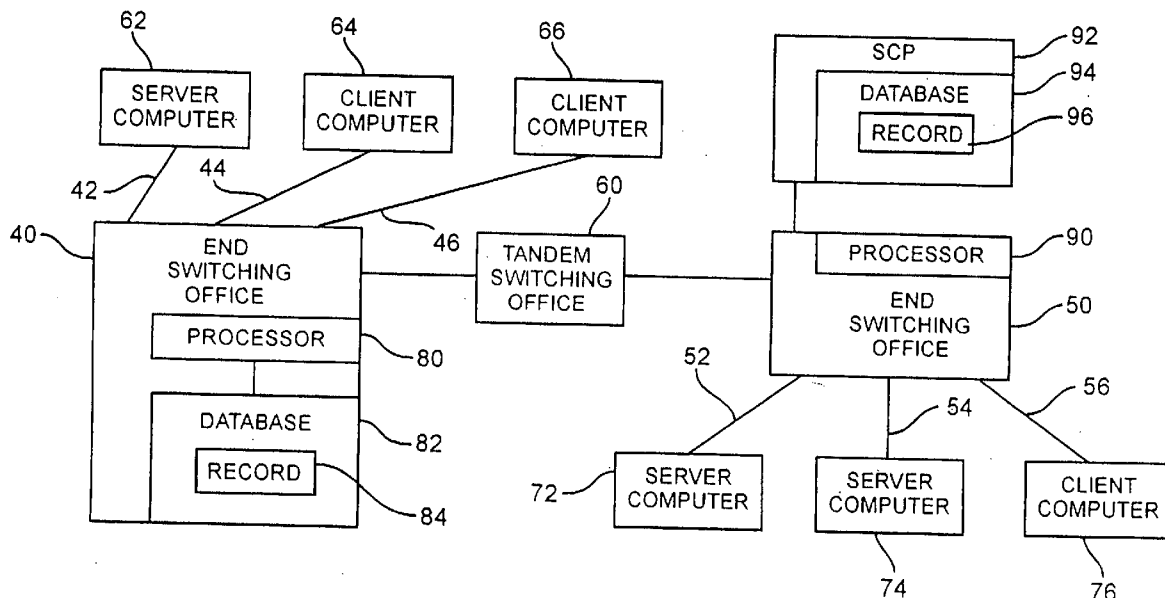 62
64
66
SERVER
COMPUTER
CLIENT
COMPUTER
CLIENT
COMPUTER
SCP
92
DATABASE
94
RECORD
96
42
44
46
60
40
END
SWITCHING
OFFICE
TANDEM
SWITCHING
OFFICE
PROCESSOR
90
END
SWITCHING
OFFICE
50
PROCESSOR
80
DATABASE
82
RECORD
84
52
54
56
72
SERVER
COMPUTER
SERVER
COMPUTER
CLIENT
COMPUTER
74
76